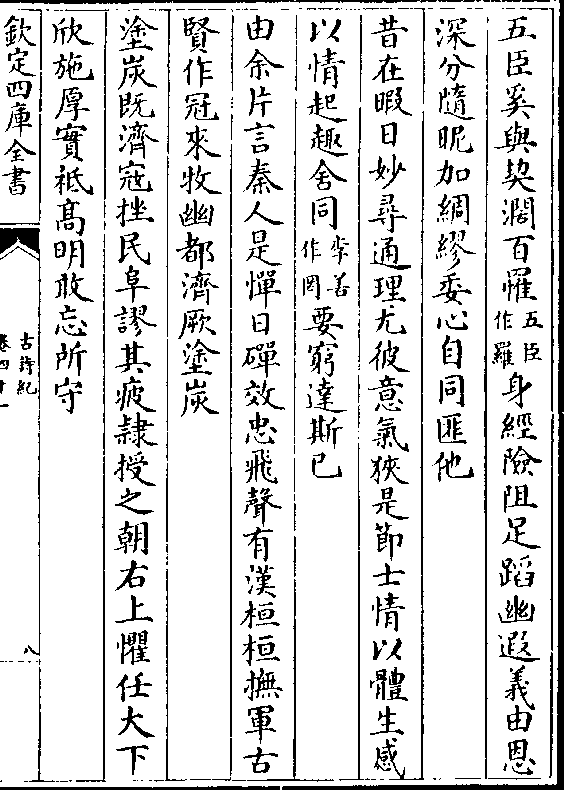 五臣奚與契濶百罹五臣作羅身經險阻足蹈幽遐義由恩
深分隨昵加綢繆委心自同匪他
昔在暇日妙尋通理尤彼意氣狹是節士情以體生感
以情起趣舍同李善作罔要窮達斯已
由余片言秦人是憚日磾效忠飛聲有漢桓桓撫軍古
賢作冠來牧幽都濟厥塗炭
塗炭既濟寇挫民阜謬其疲隷授之朝右上懼任大下
欣施厚實祗髙明敢忘所守
欽定四庫全書
古詩紀
卷四十一
八